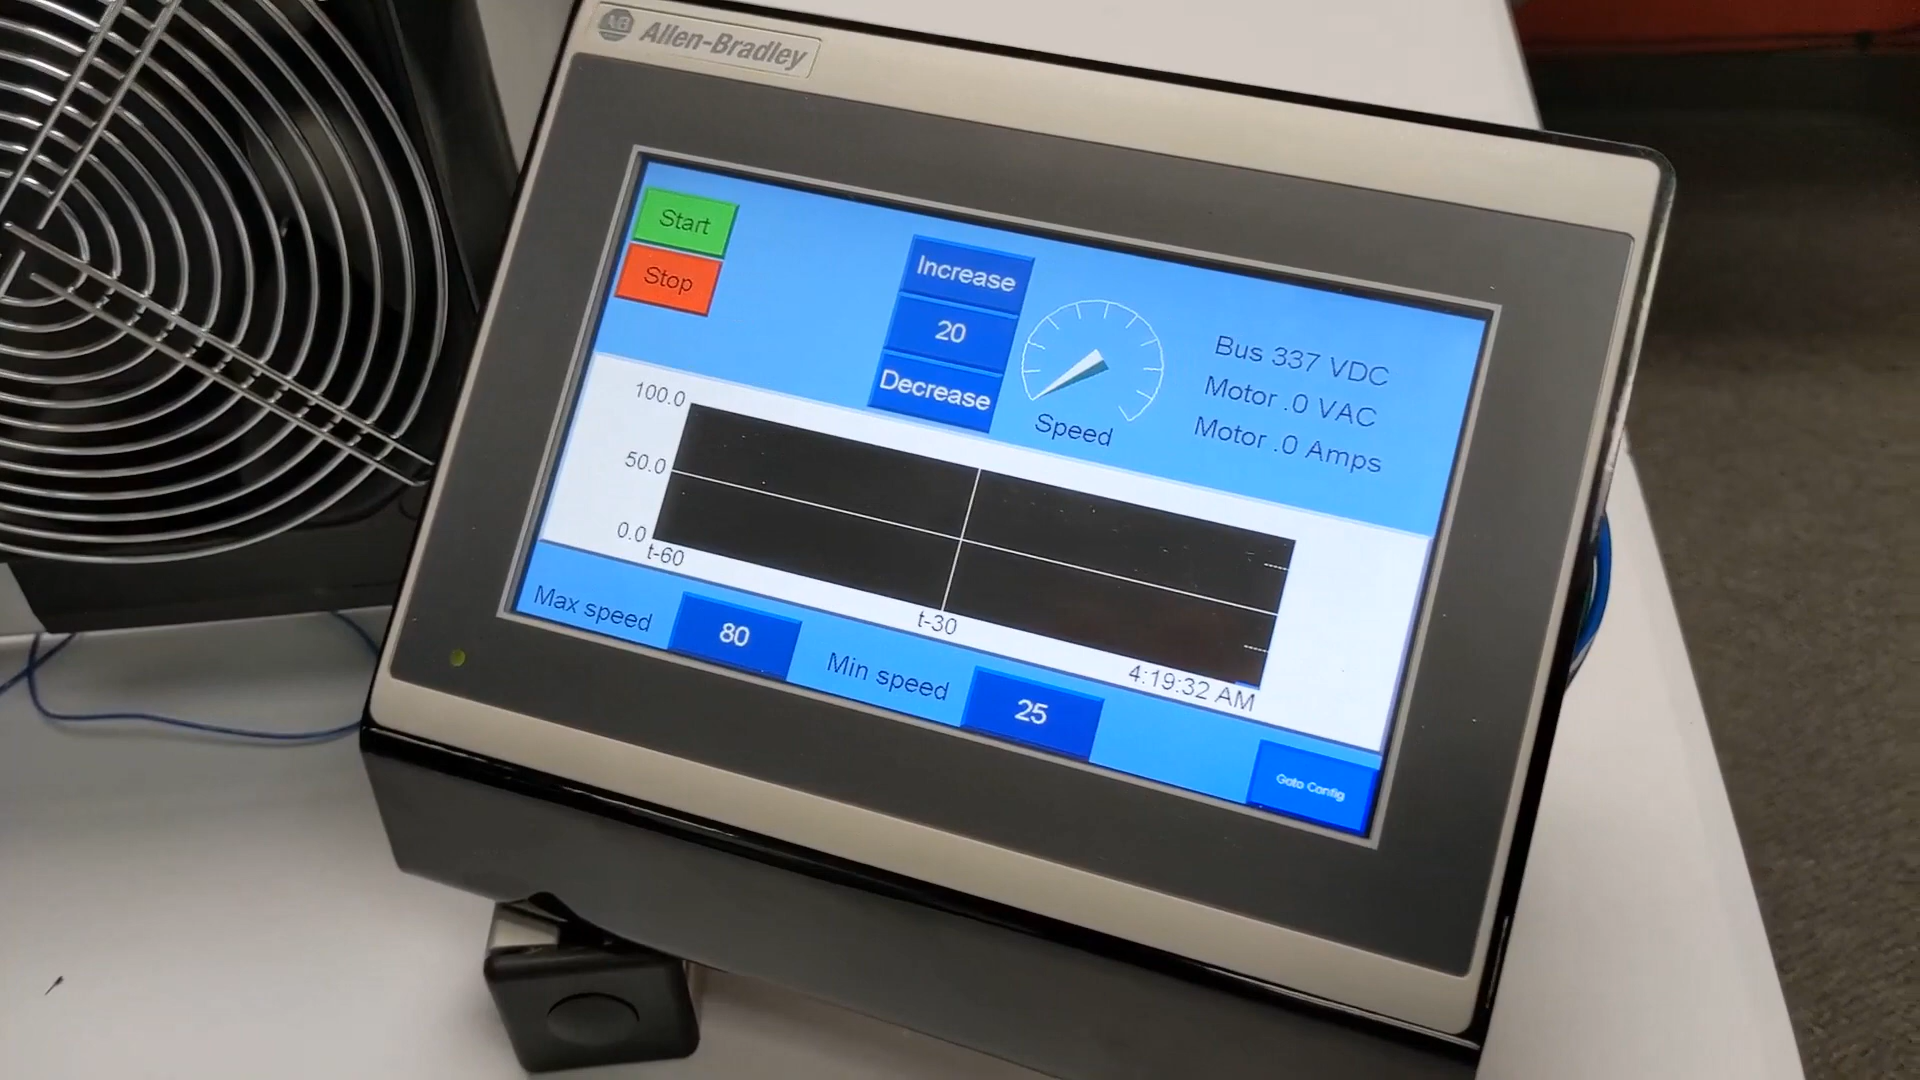 AB Allen-Bradley
Start
Stop
Increase
20
Decrease
Speed
Bus 337 VDC
Motor .0 VAC
Motor .0 Amps
100.0
50.0
0.0
t-60
t-30
4:19:32 AM
Max speed
80
Min speed
25
Goto Config